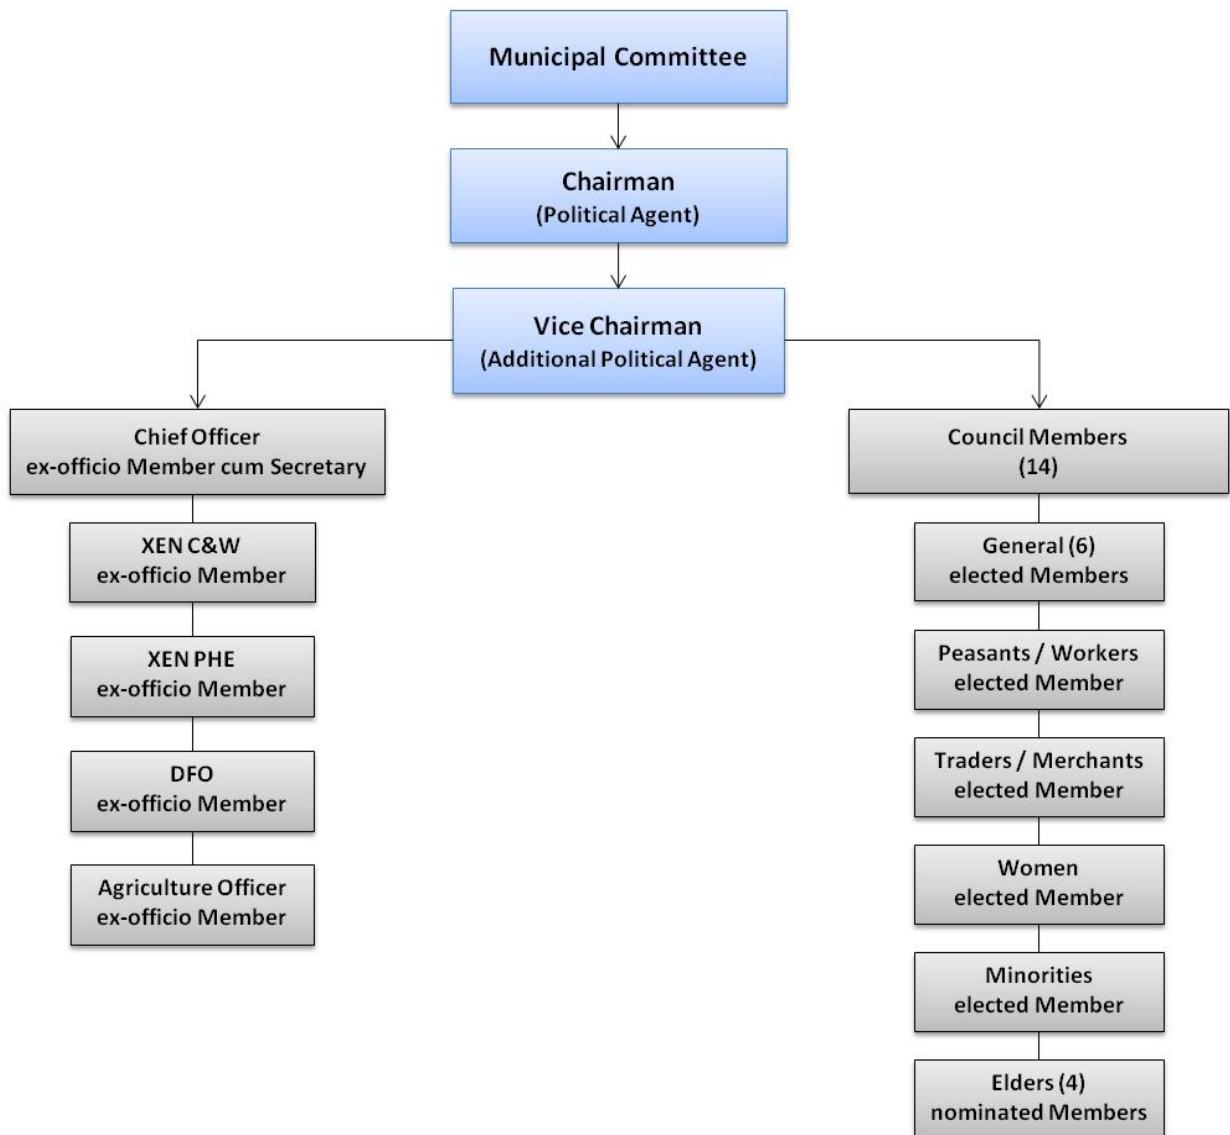 Municipal Committee
Chairman
(Political Agent)
Vice Chairman
(Additional Political Agent)
Chief Officer
ex-officio Member cum Secretary
XEN C&W
ex-officio Member
XEN PHE
ex-officio Member
DFO
ex-officio Member
Agriculture Officer
ex-officio Member
Council Members
(14)
General (6)
elected Members
Peasants / Workers
elected Member
Traders / Merchants
elected Member
Women
elected Member
Minorities
elected Member
Elders (4)
nominated Members